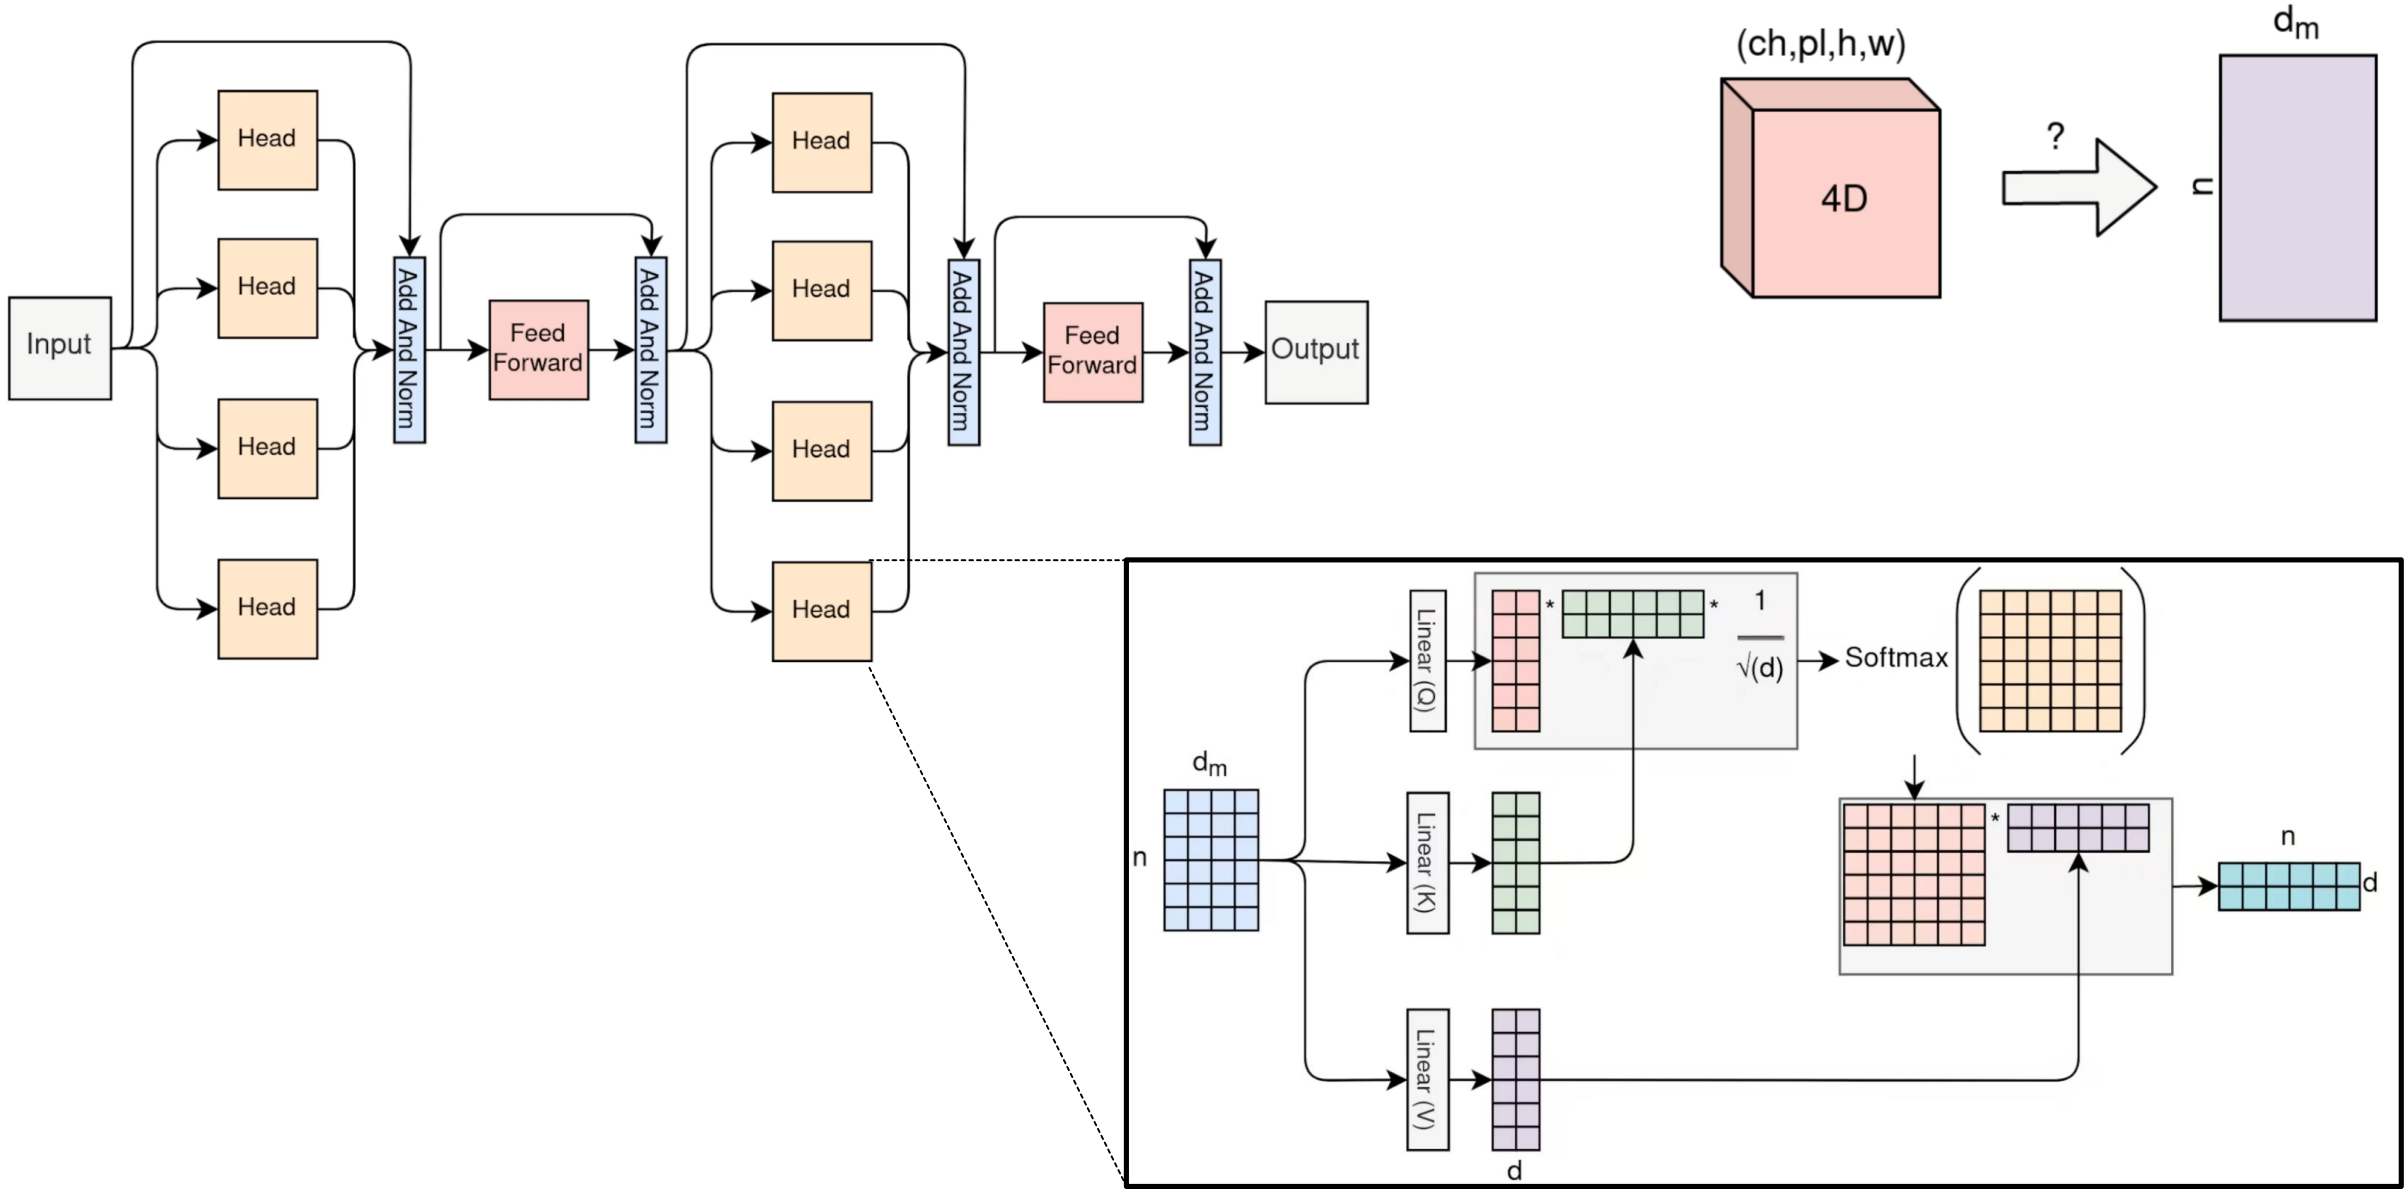 Input
Head
Head
Head
Head
Add And Norm
Feed
Forward
Add And Norm
Head
Head
Head
Head
Add And Norm
Feed
Forward
Add And Norm
Output
(ch,pl,h,w)
4D
?
dm
n
dm
n
Linear (Q)
* * 1
√(d)
Softmax
Linear (K)
Linear (V)
d
*
n
d